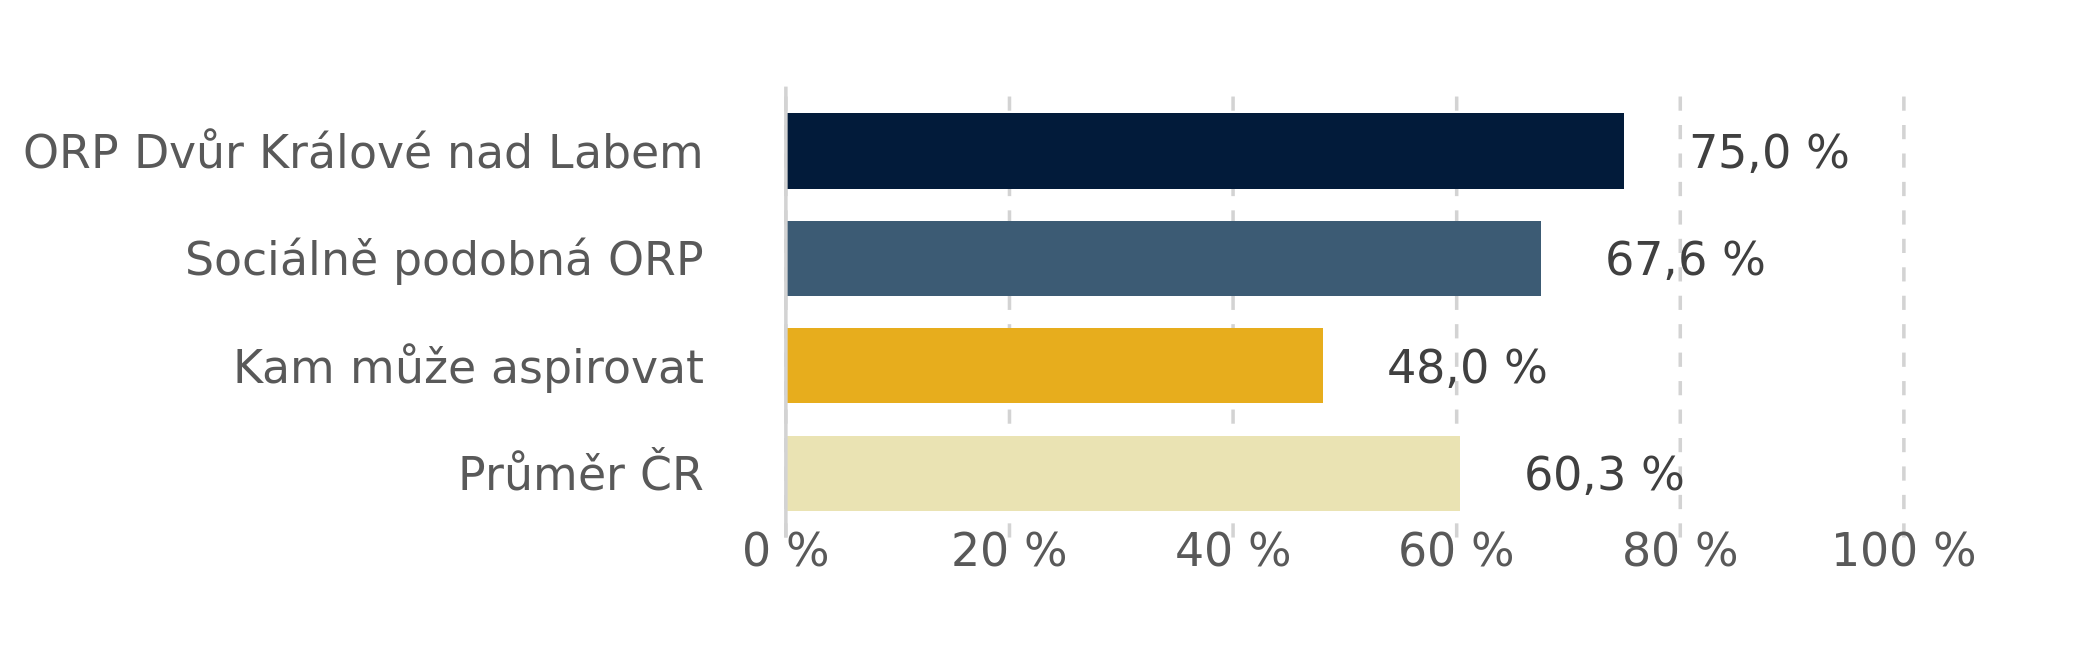 ORP Dvůr Králové nad Labem 75,0 %
Sociálně podobná ORP 67,6 %
Kam může aspirovat 48,0 %
Průměr ČR 60,3 %
0 % 20 % 40 % 60 % 80 % 100 %